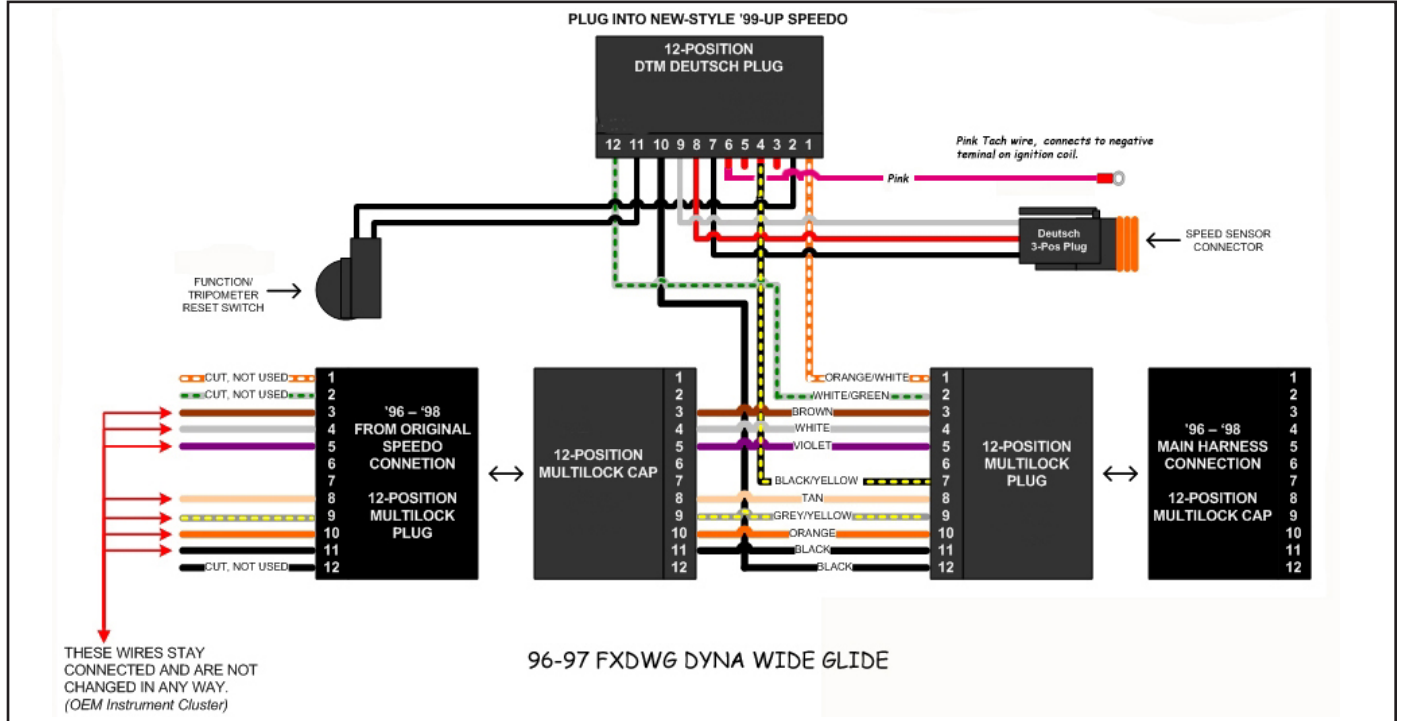 PLUG INTO NEW-STYLE '99-UP SPEEDO
12-POSITION
DTM DEUTSCH PLUG
12 11 10 9 8 7 6 5 4 3 2 1
Pink Tach wire, connects to negative
teminal on ignition coil.
Pink
Deutsch
3-Pos Plug
SPEED SENSOR
CONNECTOR
FUNCTION/
TRIPOMETER
RESET SWITCH
CUT, NOT USED
CUT, NOT USED
CUT, NOT USED
1
2
3
4
5
6
7
8
9
10
11
12
'96 – '98
FROM ORIGINAL
SPEEDO
CONNETION
12-POSITION
MULTILOCK
PLUG
12-POSITION
MULTILOCK CAP
1
2
3
4
5
6
7
8
9
10
11
12
ORANGE/WHITE
WHITE/GREEN
BROWN
WHITE
VIOLET
BLACK/YELLOW
TAN
GREY/YELLOW
ORANGE
BLACK
BLACK
1
2
3
4
5
6
7
8
9
10
11
12
12-POSITION
MULTILOCK
PLUG
'96 – '98
MAIN HARNESS
CONNECTION
12-POSITION
MULTILOCK CAP
1
2
3
4
5
6
7
8
9
10
11
12
THESE WIRES STAY
CONNECTED AND ARE NOT
CHANGED IN ANY WAY.
(OEM Instrument Cluster)
96-97 FXDWG DYNA WIDE GLIDE